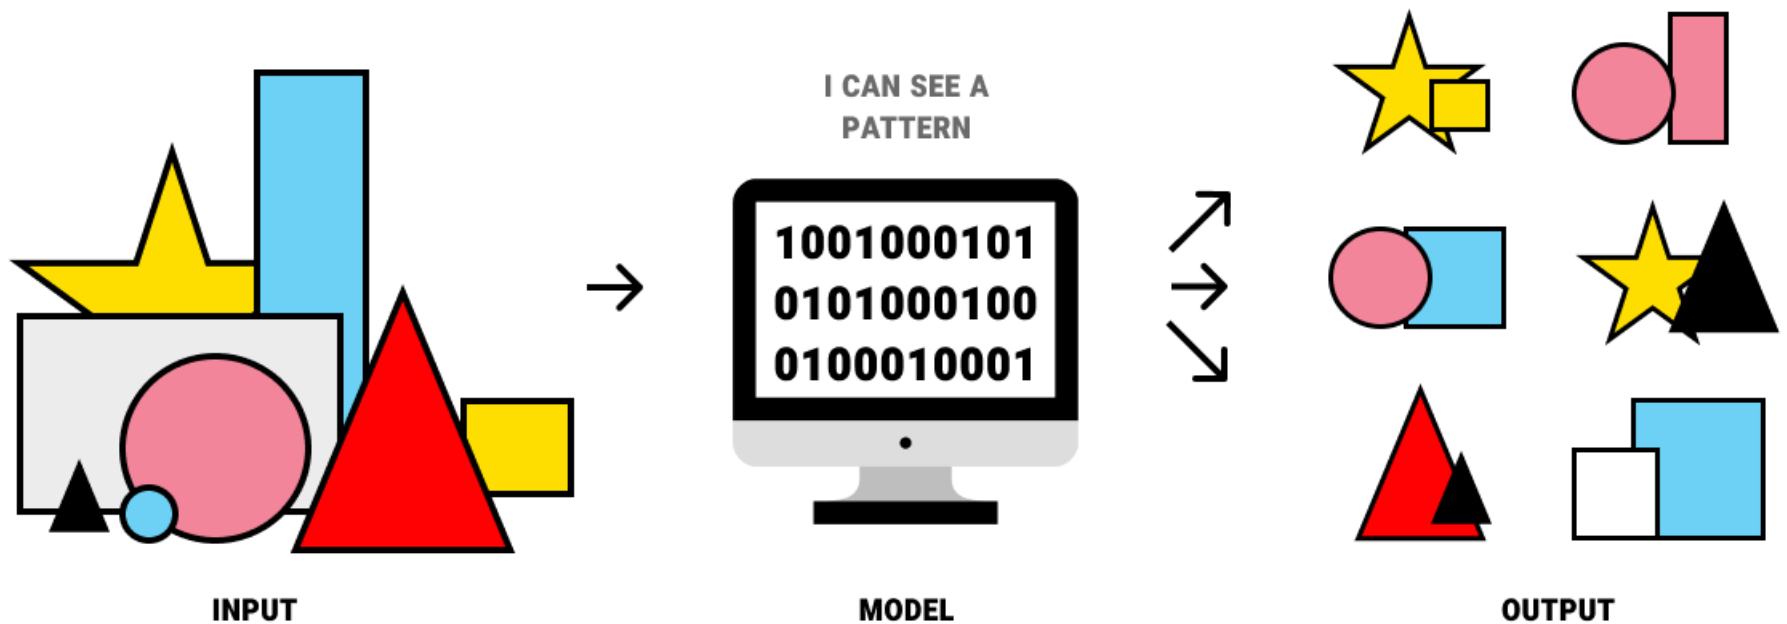 I CAN SEE A
PATTERN
1001000101
0101000100
0100010001
INPUT
MODEL
OUTPUT